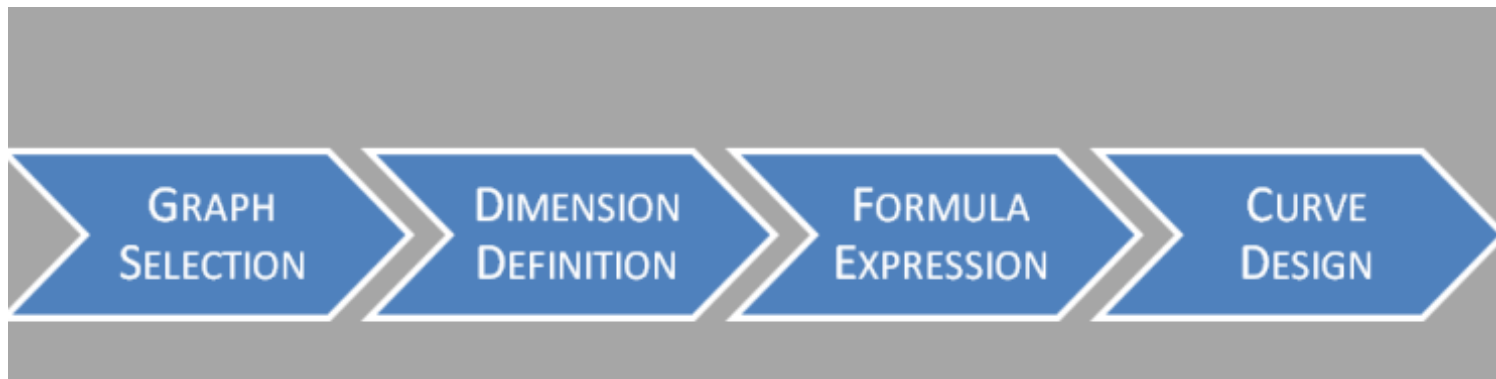 GRAPH
SELECTION
DIMENSION
DEFINITION
FORMULA
EXPRESSION
CURVE
DESIGN